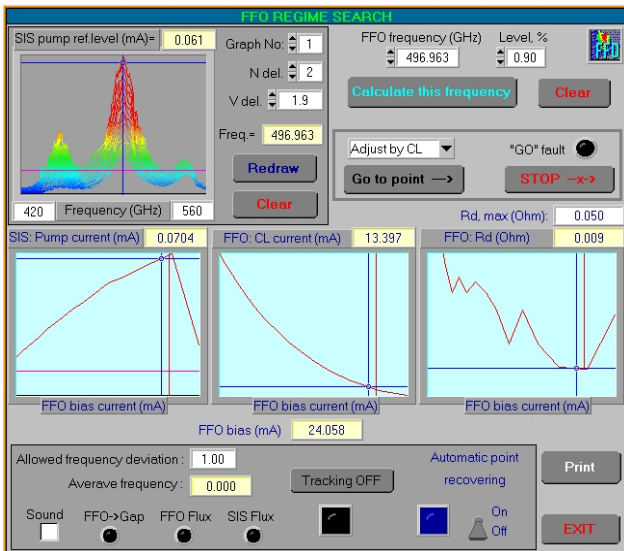 FFO REGIME SEARCH
SIS pump ref.level (mA)= 0.061
Graph No: 1
N del. 2
V del. 1.9
Freq.= 496.963
Redraw
Clear
420 Frequency (GHz) 560
FFO frequency (GHz) Level, %
496.963 0.90
FFO
Calculate this frequency Clear
Adjust by CL "GO" fault
Go to point —> STOP —x->
Rd, max (Ohm): 0.050
SIS: Pump current (mA) 0.0704
FFO: CL current (mA) 13.397
FFO: Rd (Ohm) 0.009
FFO bias current (mA) FFO bias current (mA) FFO bias current (mA)
FFO bias (mA) 24.058
Allowed frequency deviation : 1.00
Averave frequency : 0.000
Sound FFO->Gap FFO Flux SIS Flux
Tracking OFF
Automatic point
recovering
On
Off
Print
EXIT